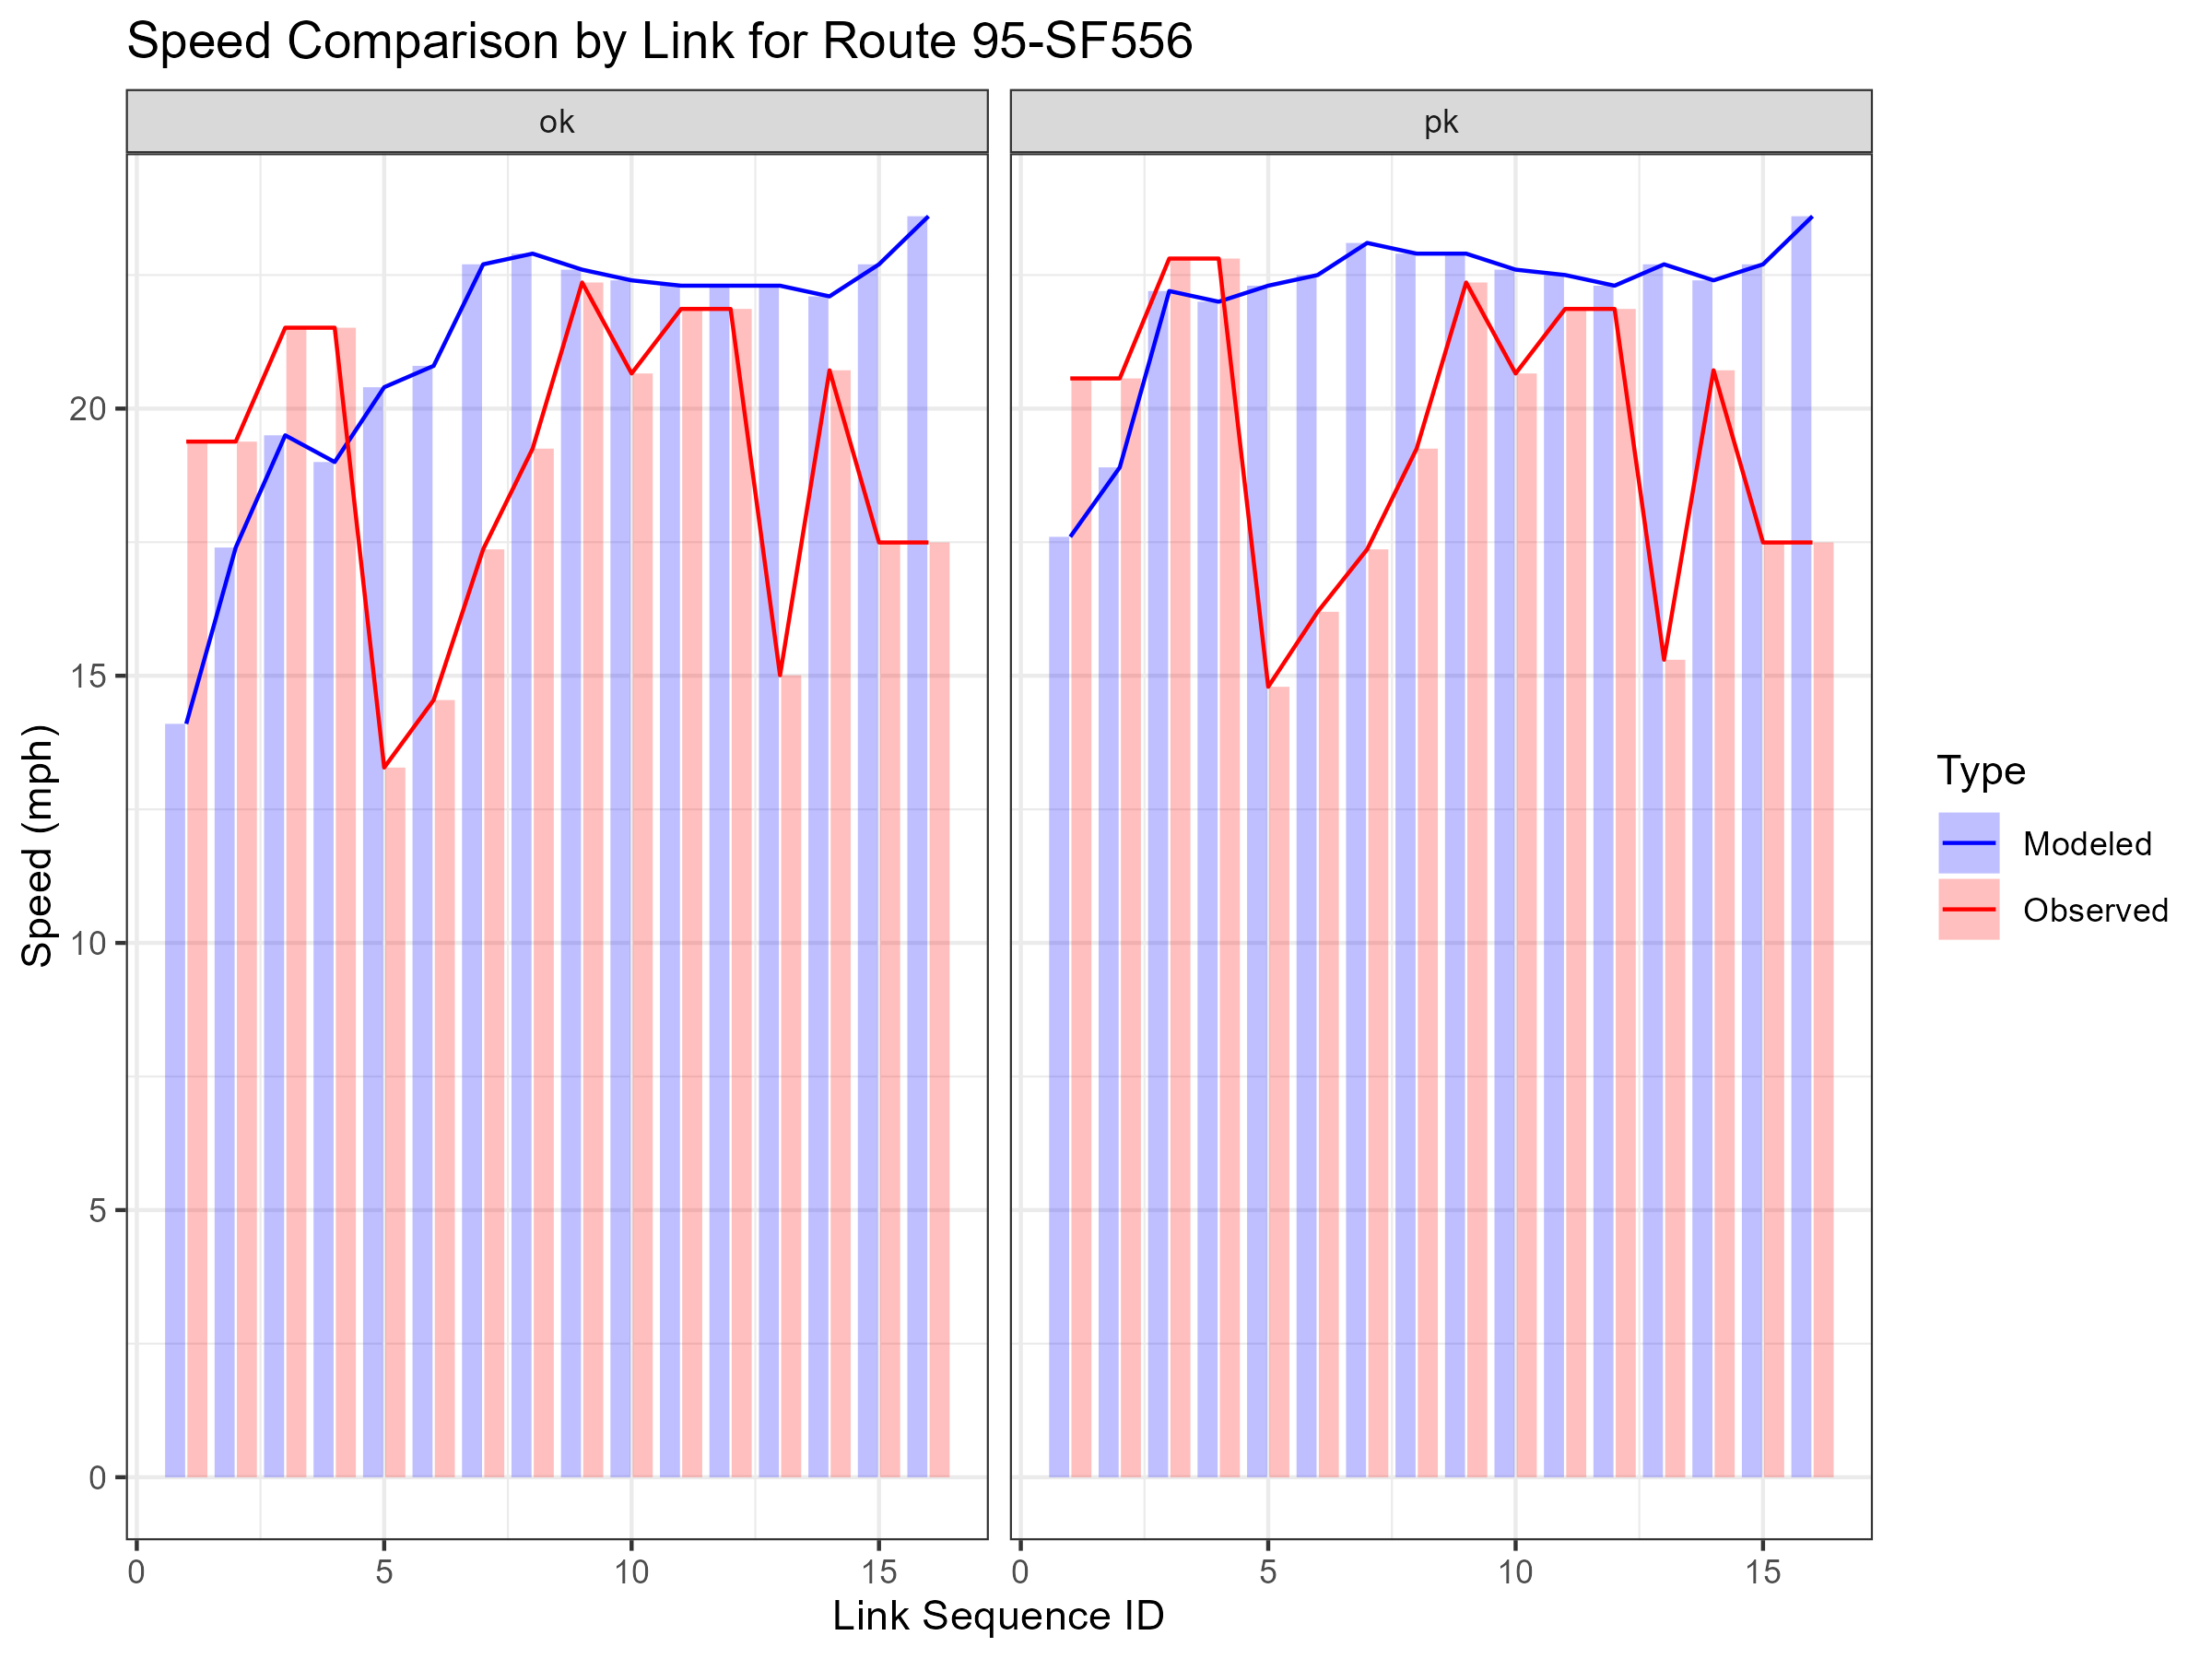 Speed Comparison by Link for Route 95-SF556
ok
pk
Speed (mph)
20
15
10
5
0
0 5 10 15
0 5 10 15
Link Sequence ID
Type
Modeled
Observed